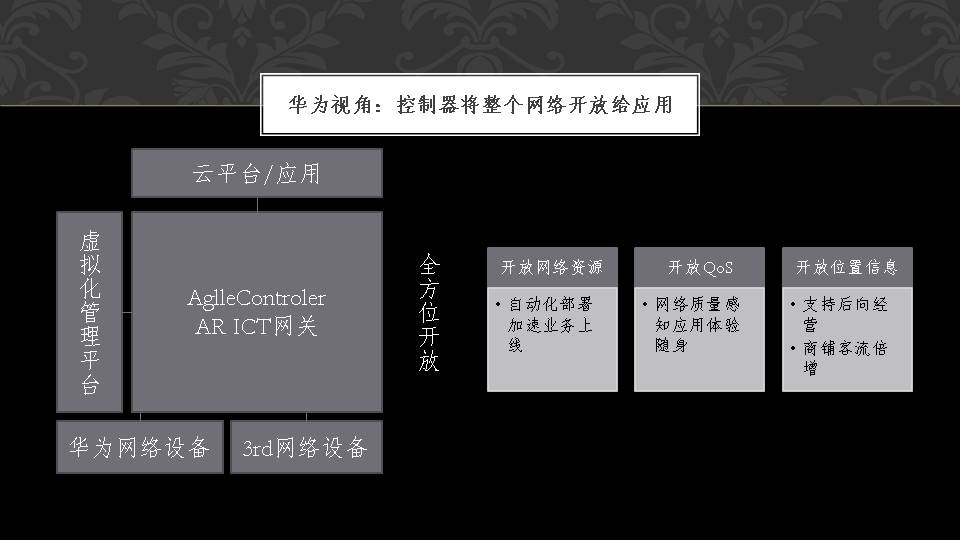 华为视角：控制器将整个网络开放给应用
云平台/应用
虚拟化管理平台
AglleControler
AR ICT网关
华为网络设备
3rd网络设备
全方位开放
开放网络资源
• 自动化部署
加速业务上
线
开放QoS
• 网络质量感
知应用体验
随身
开放位置信息
• 支持后向经
营
• 商铺客流倍
增